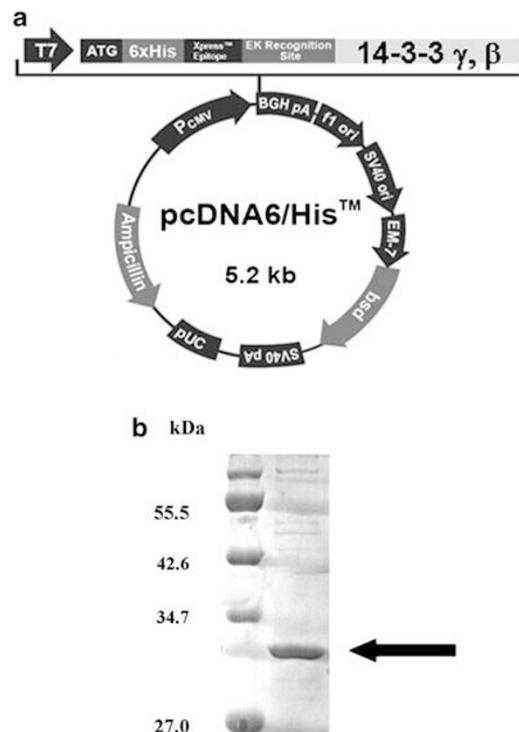 a
T7 ATG 6xHis Xpress™ Epitope EK Recognition Site 14-3-3 γ, β
PCMV
BGH pA
f1 ori
SV40 ori
EM-7
bsd
SV40 pA
pUC
Ampicillin
pcDNA6/His™
5.2 kb
b kDa
55.5
42.6
34.7
27.0